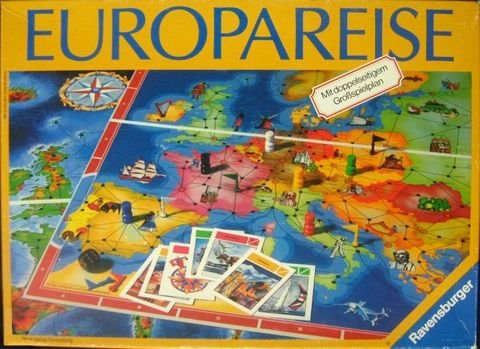 EUROPAREISE
Mit doppelseitigem
Großspielplan
Ravensburger